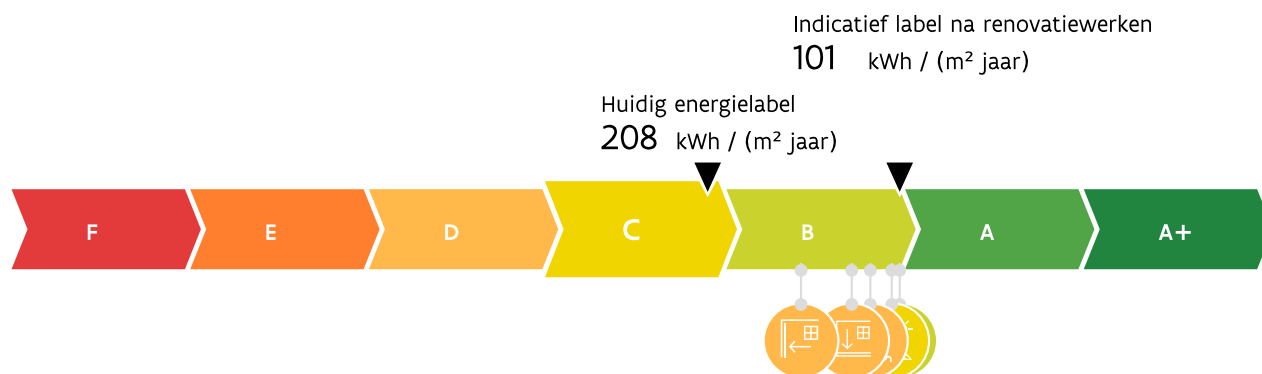 Indicatief label na renovatiewerken
101 kWh / (m² jaar)
Huidig energielabel
208 kWh / (m² jaar)
F E D C B A A+